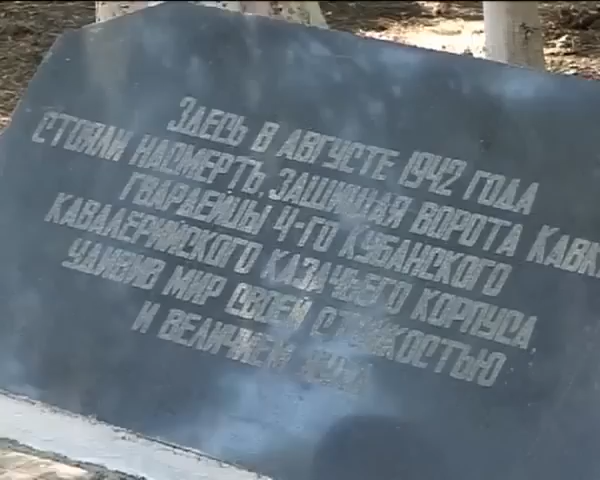 ЗДЕСЬ В АВГУСТЕ 1942 ГОДА
СТОЯЛИ НАСМЕРТЬ, ЗАЩИЩАЯ ВОРОТА КАВК
ГВАРДЕЙЦЫ 4-ГО КУБАНСКОГО
КАВАЛЕРИЙСКОГО КАЗАЧЬЕГО КОРПУСА,
УДИВИВ МИР СВОЕЙ СТОЙКОСТЬЮ
И ВЕЛИЧИЕМ